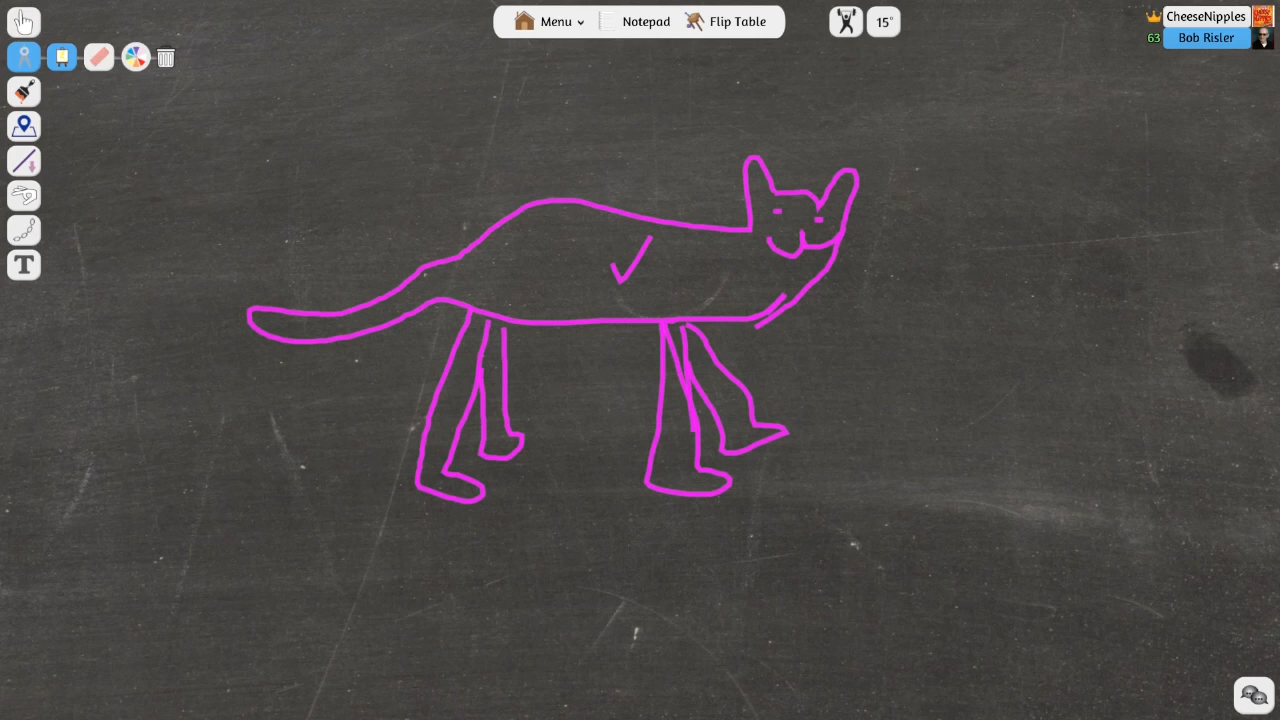 Menu
Notepad
Flip Table
15°
CheeseNipples
63
Bob Risler
T